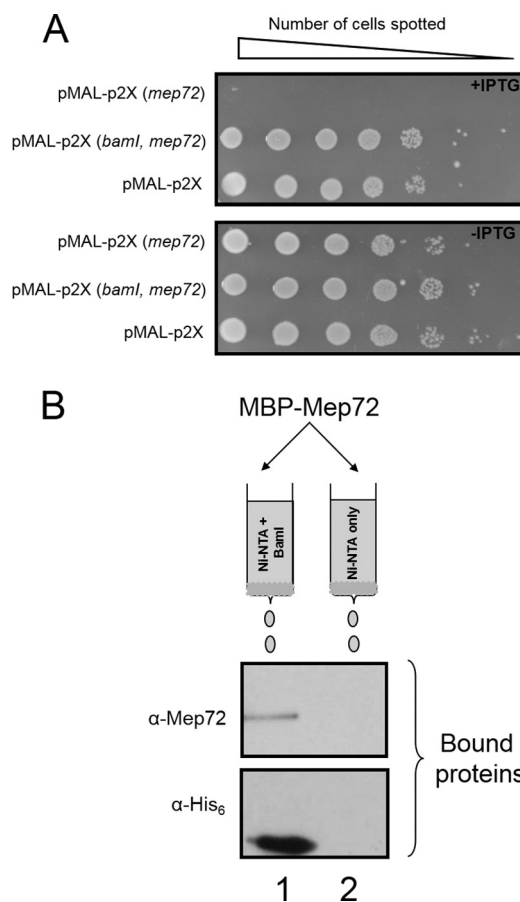 A
Number of cells spotted
+IPTG
pMAL-p2X (mep72)
pMAL-p2X (bamI, mep72)
pMAL-p2X
-IPTG
pMAL-p2X (mep72)
pMAL-p2X (bamI, mep72)
pMAL-p2X
B
MBP-Mep72
Ni-NTA +
BamI
Ni-NTA only
α-Mep72
α-His₆
Bound
proteins
1 2